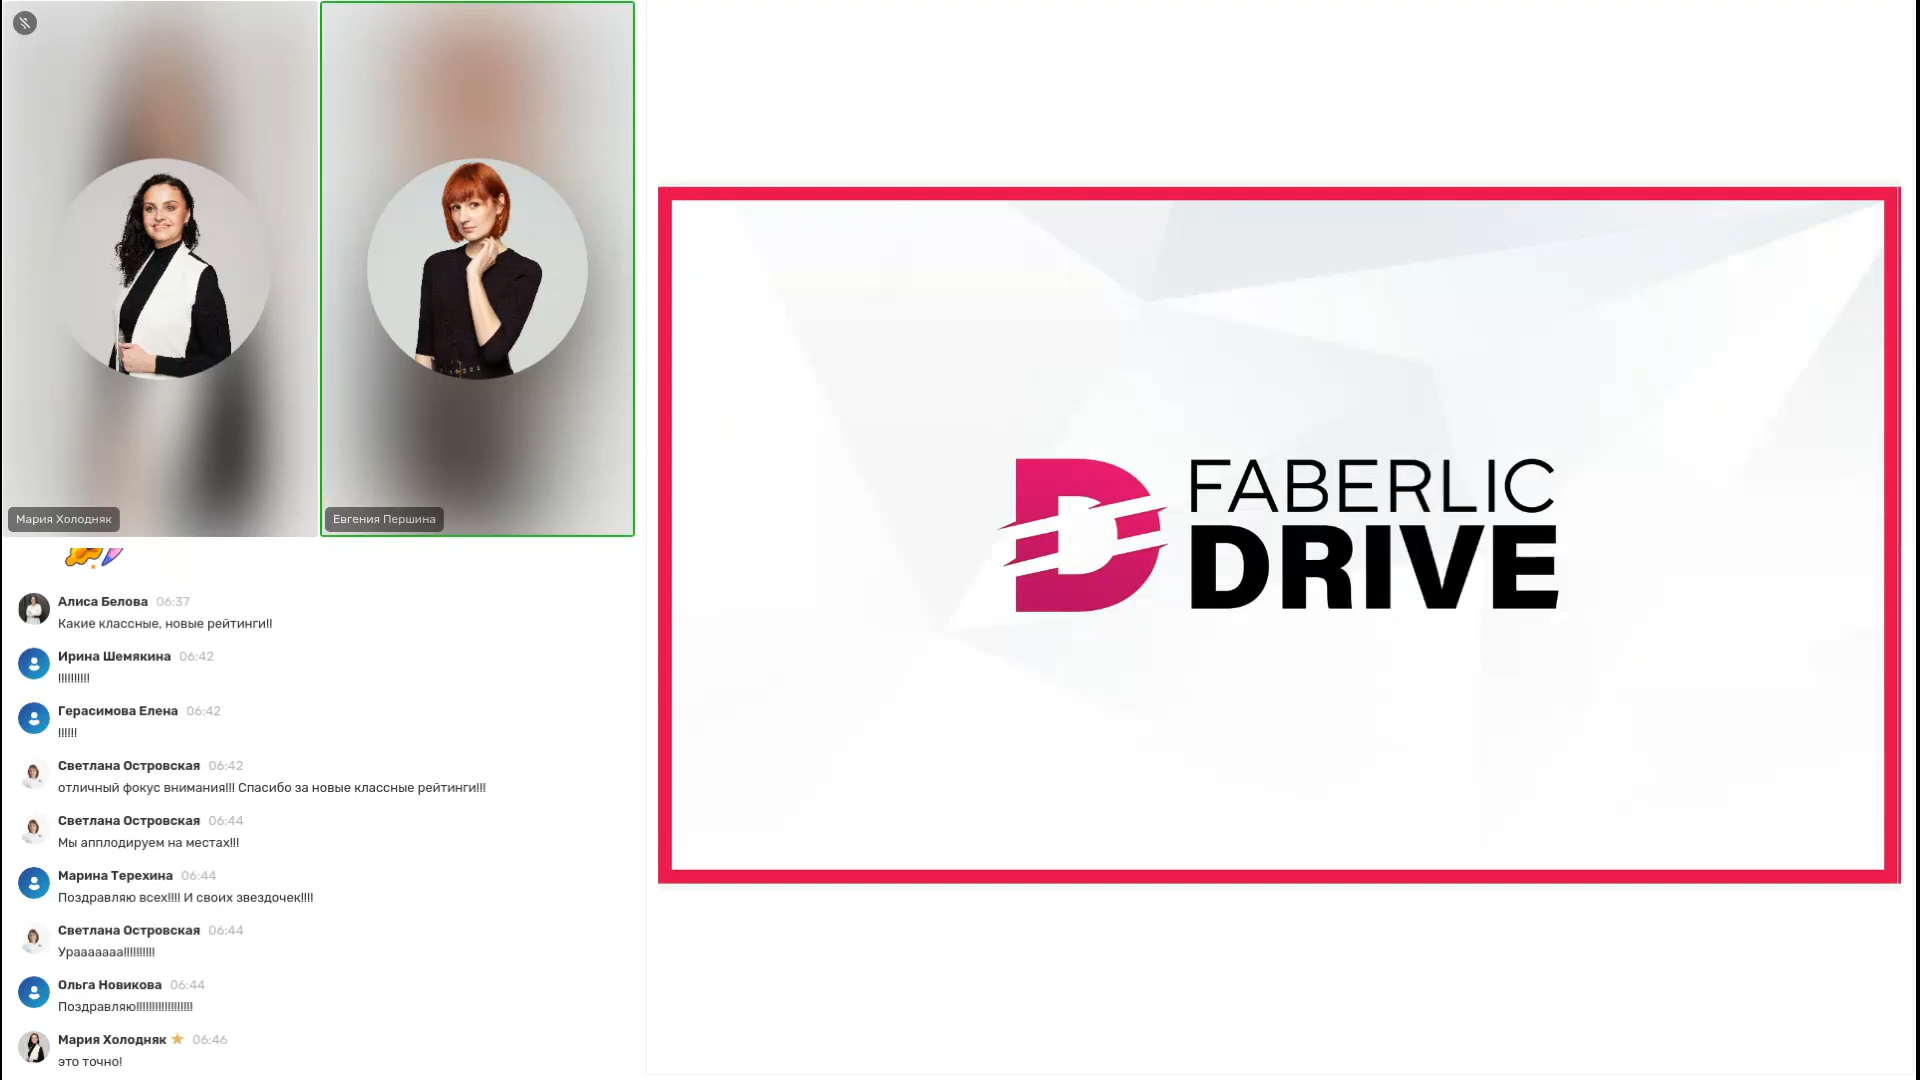 Мария Холодняк
Евгения Першина
Алиса Белова 06:37
Какие классные, новые рейтинги!!
Ирина Шемякина 06:42
!!!!!!!!!!
Герасимова Елена 06:42
!!!!!!
Светлана Островская 06:42
отличный фокус внимания!!! Спасибо за новые классные рейтинги!!!
Светлана Островская 06:44
Мы апплодируем на местах!!!
Марина Терехина 06:44
Поздравляю всех!!!! И своих звездочек!!!!
Светлана Островская 06:44
Урааааааа!!!!!!!!!!
Ольга Новикова 06:44
Поздравляю!!!!!!!!!!!!!!!!!!!
Мария Холодняк 06:46
это точно!
FABERLIC
DRIVE